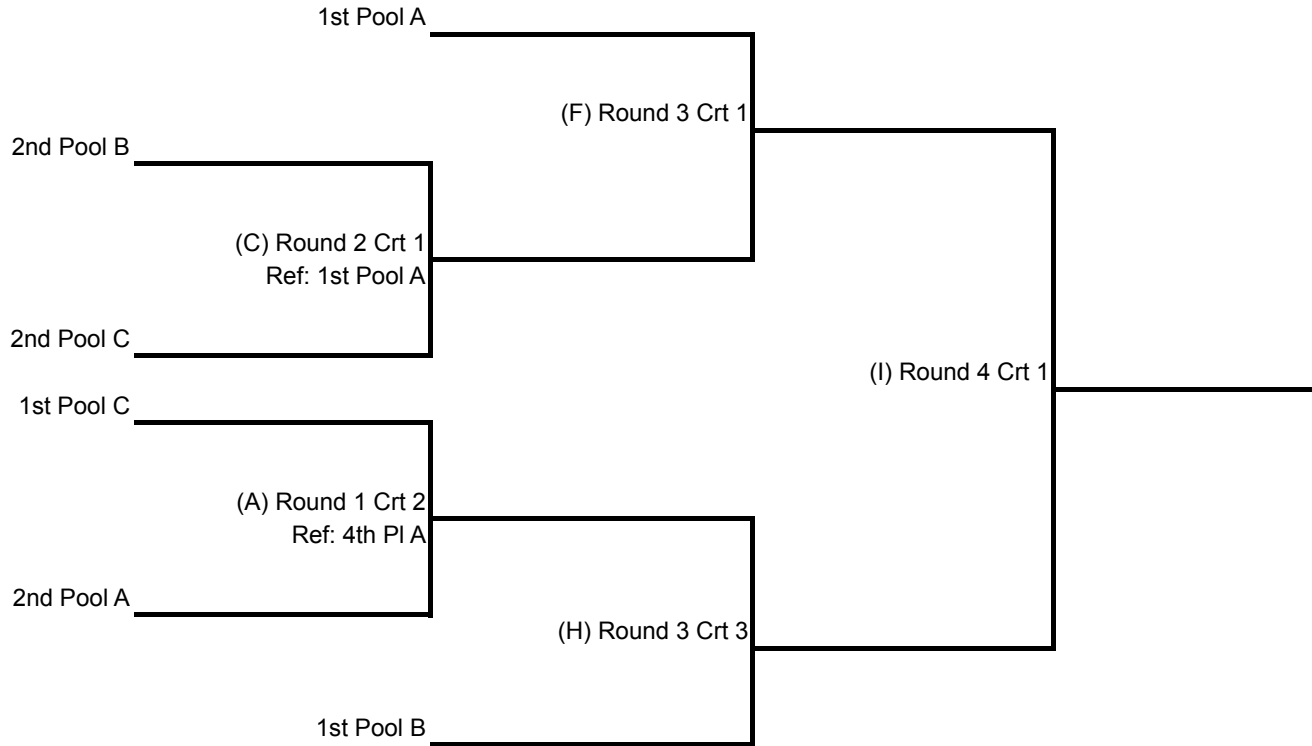 1st Pool A
(F) Round 3 Crt 1
2nd Pool B
(C) Round 2 Crt 1
Ref: 1st Pool A
2nd Pool C
(I) Round 4 Crt 1
1st Pool C
(A) Round 1 Crt 2
Ref: 4th Pl A
2nd Pool A
(H) Round 3 Crt 3
1st Pool B